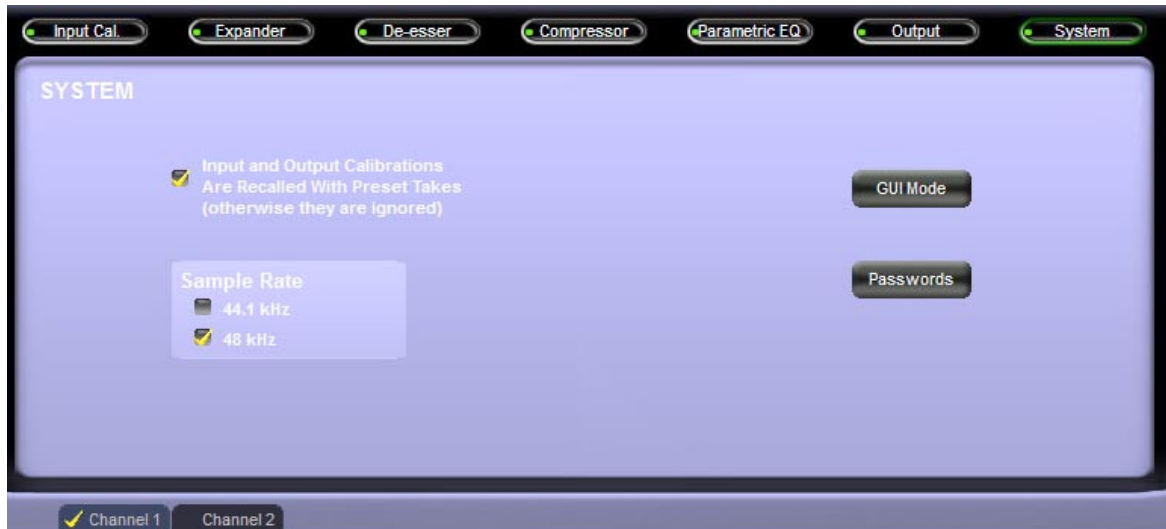 Input Cal. Expander De-esser Compressor Parametric EQ Output System
SYSTEM
Input and Output Calibrations
Are Recalled With Preset Takes
(otherwise they are ignored)
GUI Mode
Sample Rate
44.1 kHz
48 kHz
Passwords
Channel 1 Channel 2